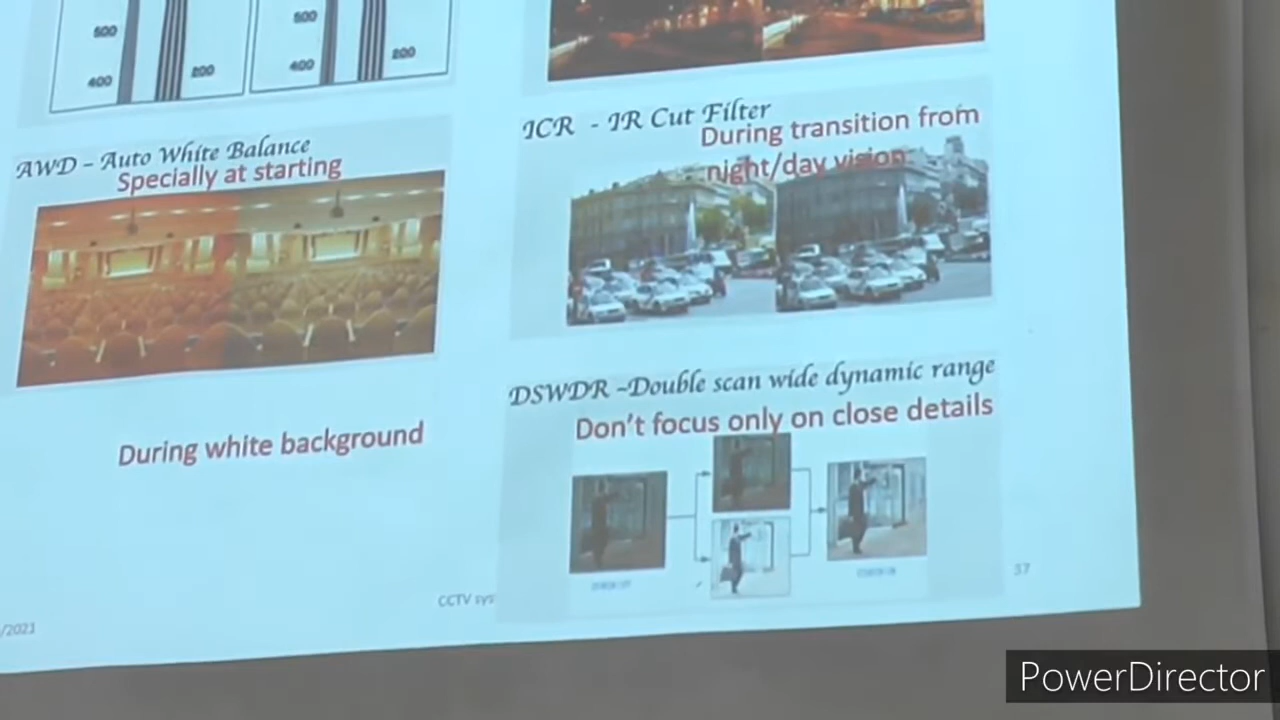 500
400
200
500
400
200
AWD – Auto White Balance
Specially at starting
During white background
ICR - IR Cut Filter
During transition from
night/day vision
DSWDR –Double scan wide dynamic range
Don't focus only on close details
CCTV sys
37
/2021
PowerDirector